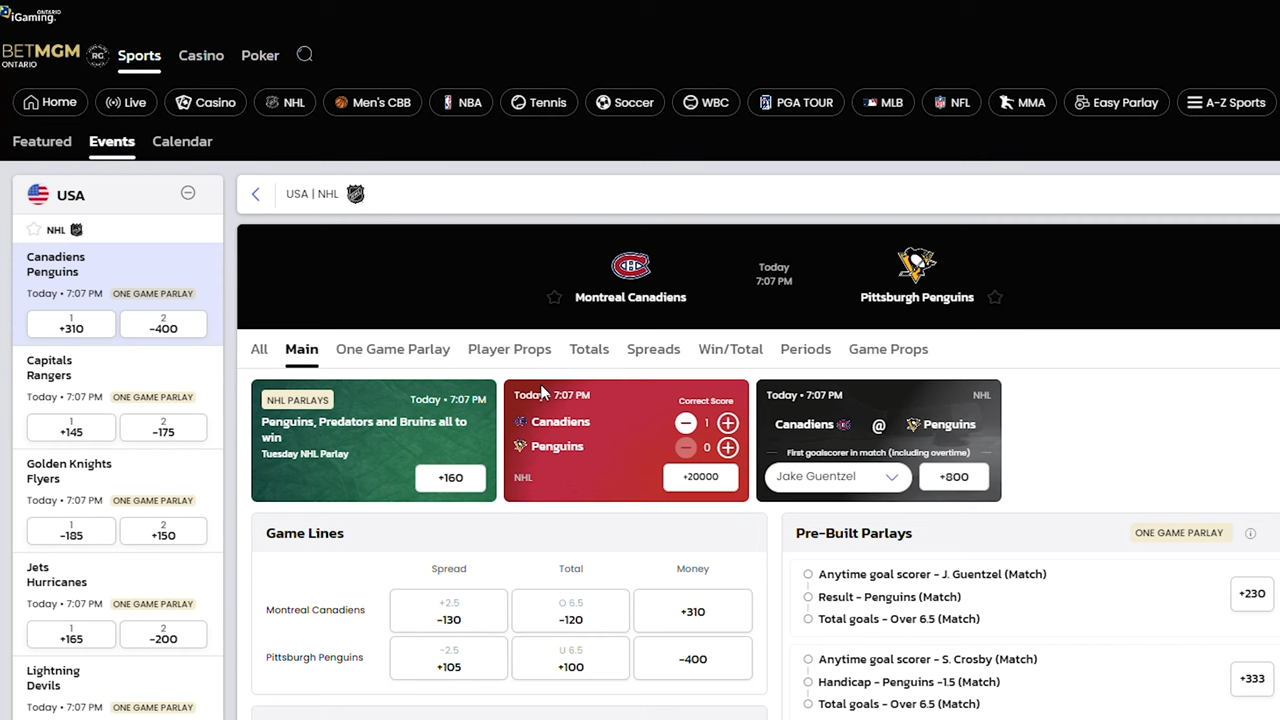 iGaming ONTARIO
BETMGM
ONTARIO
RG
Sports
Casino
Poker
Home
Live
Casino
NHL
Men's CBB
NBA
Tennis
Soccer
WBC
PGA TOUR
MLB
NFL
MMA
Easy Parlay
A-Z Sports
Featured
Events
Calendar
USA
NHL
Canadiens
Penguins
Today • 7:07 PM ONE GAME PARLAY
1
+310
2
-400
Capitals
Rangers
Today • 7:07 PM ONE GAME PARLAY
1
+145
2
-175
Golden Knights
Flyers
Today • 7:07 PM ONE GAME PARLAY
1
-185
2
+150
Jets
Hurricanes
Today • 7:07 PM ONE GAME PARLAY
1
+165
2
-200
Lightning
Devils
Today • 7:07 PM ONE GAME PARLAY
USA | NHL
Montreal Canadiens
Today
7:07 PM
Pittsburgh Penguins
All
Main
One Game Parlay
Player Props
Totals
Spreads
Win/Total
Periods
Game Props
NHL PARLAYS
Today • 7:07 PM
Penguins, Predators and Bruins all to
win
Tuesday NHL Parlay
+160
Today • 7:07 PM
Correct Score
Canadiens
1
Penguins
0
NHL
+20000
Today • 7:07 PM
NHL
Canadiens @ Penguins
First goalscorer in match (including overtime)
Jake Guentzel
+800
Game Lines
Spread Total Money
Montreal Canadiens
+2.5
-130
O 6.5
-120
+310
Pittsburgh Penguins
-2.5
+105
U 6.5
+100
-400
Pre-Built Parlays
ONE GAME PARLAY
Anytime goal scorer - J. Guentzel (Match)
Result - Penguins (Match)
Total goals - Over 6.5 (Match)
+230
Anytime goal scorer - S. Crosby (Match)
Handicap - Penguins -1.5 (Match)
Total goals - Over 6.5 (Match)
+333